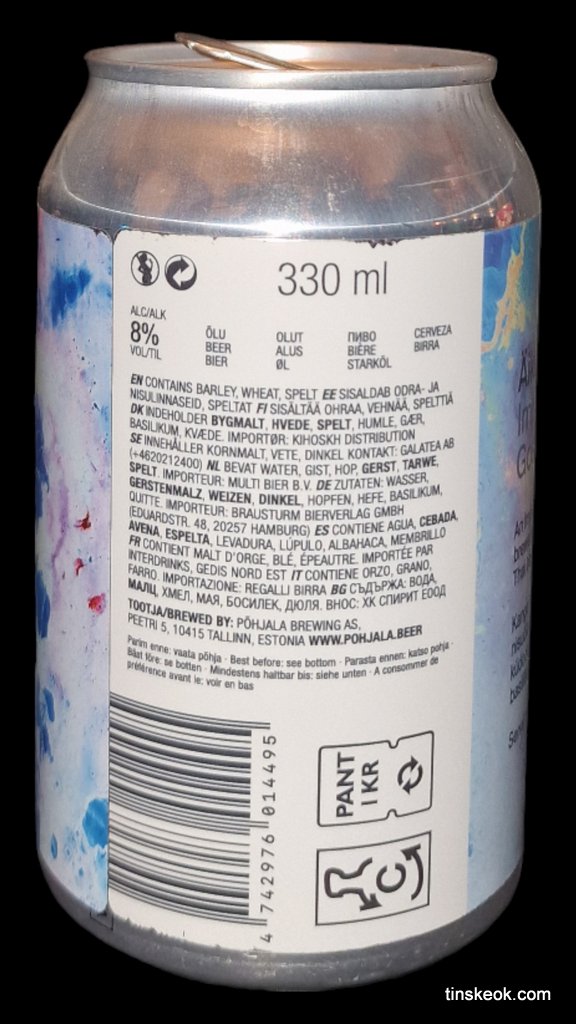 330 ml
ALC/ALK
8%
VOL/TIL
ÕLU
BEER
BIER
OLUT
ALUS
ØL
ПИВО
BIÈRE
STARKÖL
CERVEZA
BIRRA
EN CONTAINS BARLEY, WHEAT, SPELT EE SISALDAB ODRA- JA
NISULINNASEID, SPELTAT FI SISÄLTÄÄ OHRAA, VEHNÄÄ, SPELTTIÄ
DK INDEHOLDER BYGMALT, HVEDE, SPELT, HUMLE, GÆR,
BASILIKUM, KVÆDE. IMPORTØR: KIHOSKH DISTRIBUTION
SE INNEHÅLLER KORNMALT, VETE, DINKEL KONTAKT: GALATEA AB
(+4620212400) NL BEVAT WATER, GIST, HOP, GERST, TARWE,
SPELT. IMPORTEUR: MULTI BIER B.V. DE ZUTATEN: WASSER,
GERSTENMALZ, WEIZEN, DINKEL, HOPFEN, HEFE, BASILIKUM,
QUITTE. IMPORTEUR: BRAUSTURM BIERVERLAG GMBH
(EDUARDSTR. 48, 20257 HAMBURG) ES CONTIENE AGUA, CEBADA,
AVENA, ESPELTA, LEVADURA, LÚPULO, ALBAHACA, MEMBRILLO
FR CONTIENT MALT D'ORGE, BLÉ, ÉPEAUTRE. IMPORTÉE PAR
INTERDRINKS, GEDIS NORD EST IT CONTIENE ORZO, GRANO,
FARRO. IMPORTAZIONE: REGALLI BIRRA BG СЪДЪРЖА: ВОДА,
МАЛЦ, ХМЕЛ, МАЯ, БОСИЛЕК, ДЮЛЯ. ВНОС: ХК СПИРИТ ЕООД
TOOTJA/BREWED BY: PÕHJALA BREWING AS,
PEETRI 5, 10415 TALLINN, ESTONIA WWW.POHJALA.BEER
Parim enne: vaata põhja · Best before: see bottom · Parasta ennen: katso pohja ·
Bäst före: se botten · Mindestens haltbar bis: siehe unten · A consommer de
préférence avant le: voir en bas
4 742976 014495
PANT
1 KR
tinskeok.com